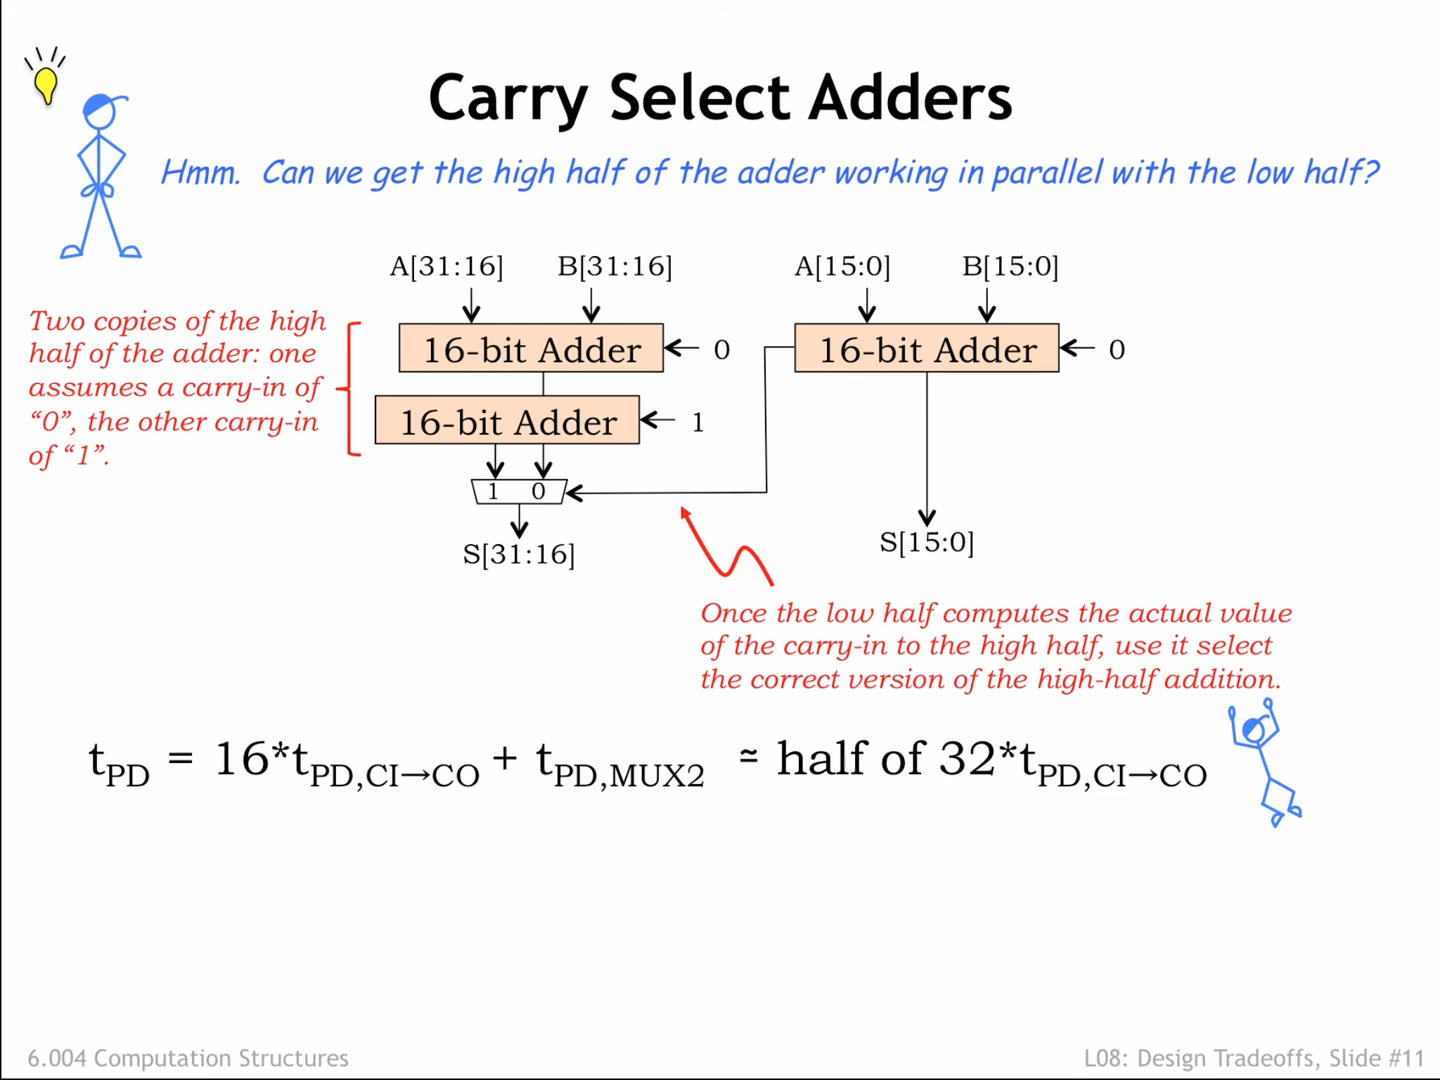 Carry Select Adders
Hmm. Can we get the high half of the adder working in parallel with the low half?
A[31:16] B[31:16] A[15:0] B[15:0]
Two copies of the high
half of the adder: one
assumes a carry-in of
“0”, the other carry-in
of “1”.
16-bit Adder 0 16-bit Adder 0
16-bit Adder 1
1 0
S[31:16] S[15:0]
Once the low half computes the actual value
of the carry-in to the high half, use it select
the correct version of the high-half addition.
tPD = 16*tPD,CI→CO + tPD,MUX2 ≃ half of 32*tPD,CI→CO
6.004 Computation Structures L08: Design Tradeoffs, Slide #11